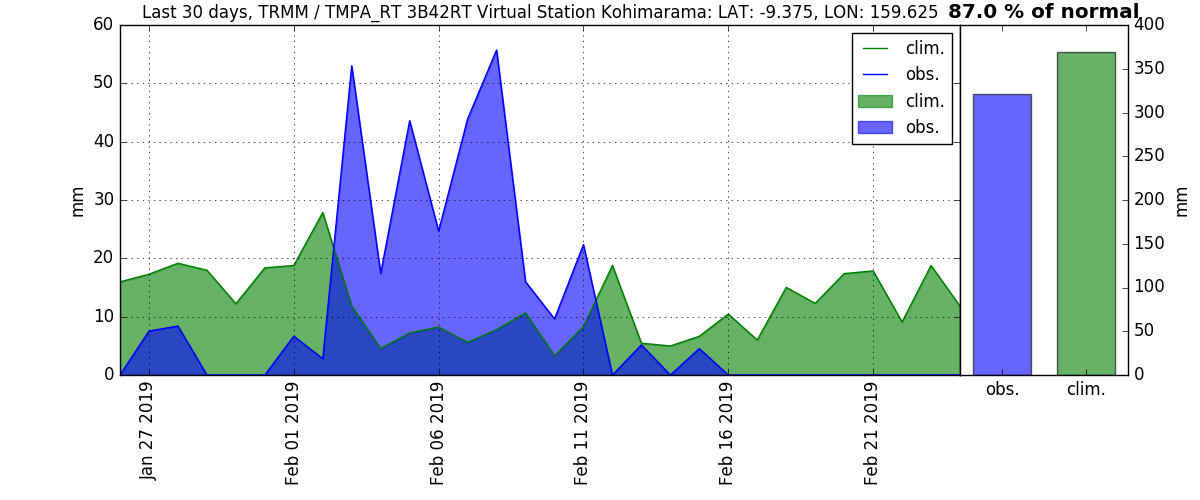 Last 30 days, TRMM / TMPA_RT 3B42RT Virtual Station Kohimarama: LAT: -9.375, LON: 159.625
87.0 % of normal
60
50
40
30
20
10
0
mm
clim.
obs.
clim.
obs.
Jan 27 2019
Feb 01 2019
Feb 06 2019
Feb 11 2019
Feb 16 2019
Feb 21 2019
400
350
300
250
200
150
100
50
0
mm
obs.
clim.